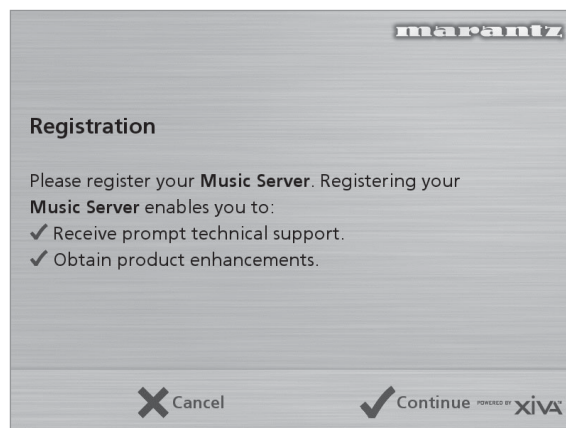 marantz
Registration
Please register your Music Server. Registering your
Music Server enables you to:
✓ Receive prompt technical support.
✓ Obtain product enhancements.
Cancel
Continue
POWERED BY XiVA™